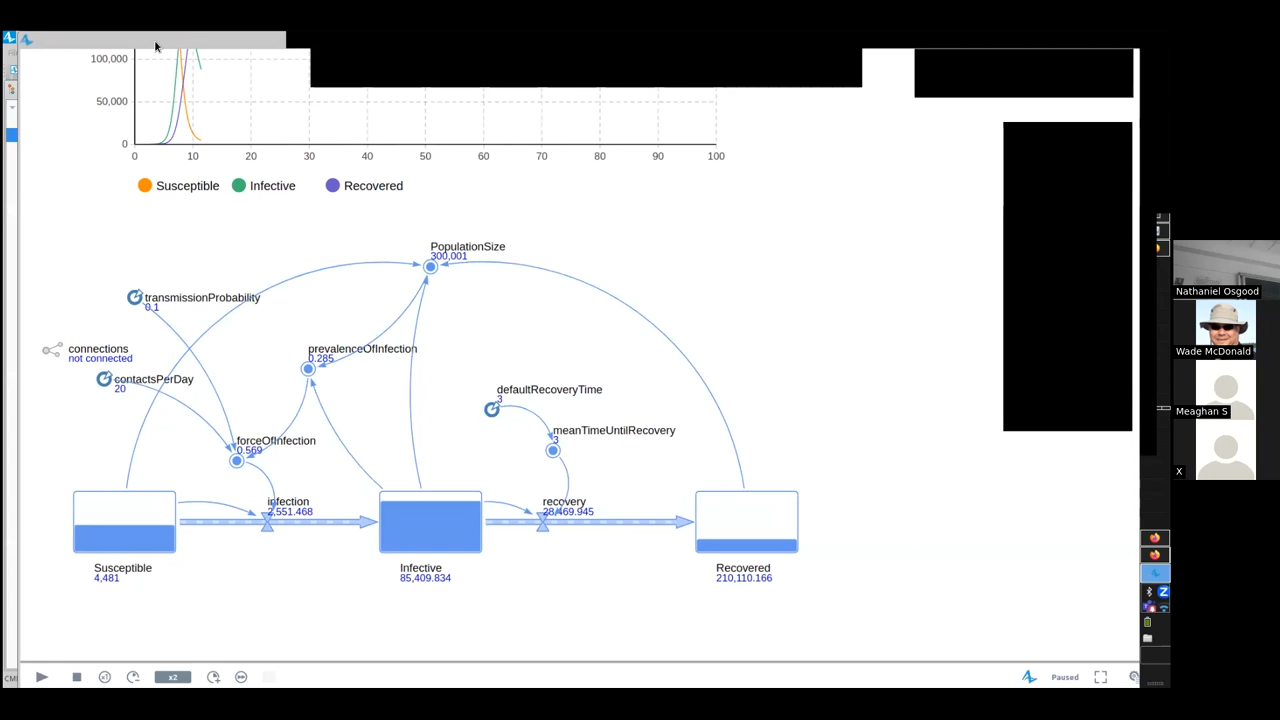 100,000
50,000
0
0 10 20 30 40 50 60 70 80 90 100
Susceptible Infective Recovered
PopulationSize
300,001
transmissionProbability
0.1
connections
not connected
prevalenceOfInfection
0.285
contactsPerDay
20
defaultRecoveryTime
3
meanTimeUntilRecovery
3
forceOfInfection
0.569
infection
2,551.468
recovery
28,469.945
Susceptible
4,481
Infective
85,409.834
Recovered
210,110.166
x1 x2
Paused
Nathaniel Osgood
Wade McDonald
Meaghan S
X